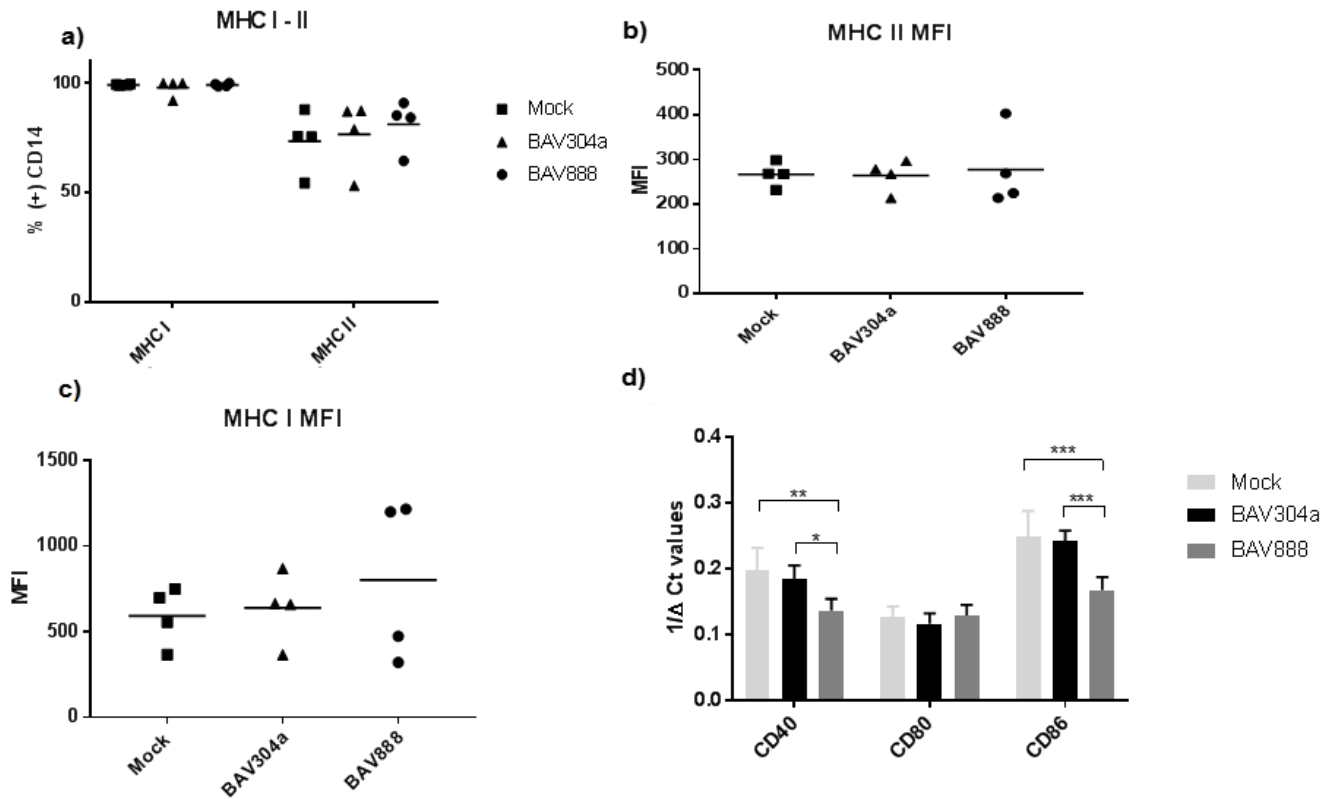 a)
MHC I - II
% (+) CD14
100
50
0
MHC I
MHC II
Mock
BAV304a
BAV888
b)
MHC II MFI
MFI
500
400
300
200
100
0
Mock
BAV304a
BAV888
c)
MHC I MFI
MFI
1500
1000
500
0
Mock
BAV304a
BAV888
d)
1/Δ Ct values
0.4
0.3
0.2
0.1
0.0
**
*
***
***
CD40
CD80
CD86
Mock
BAV304a
BAV888